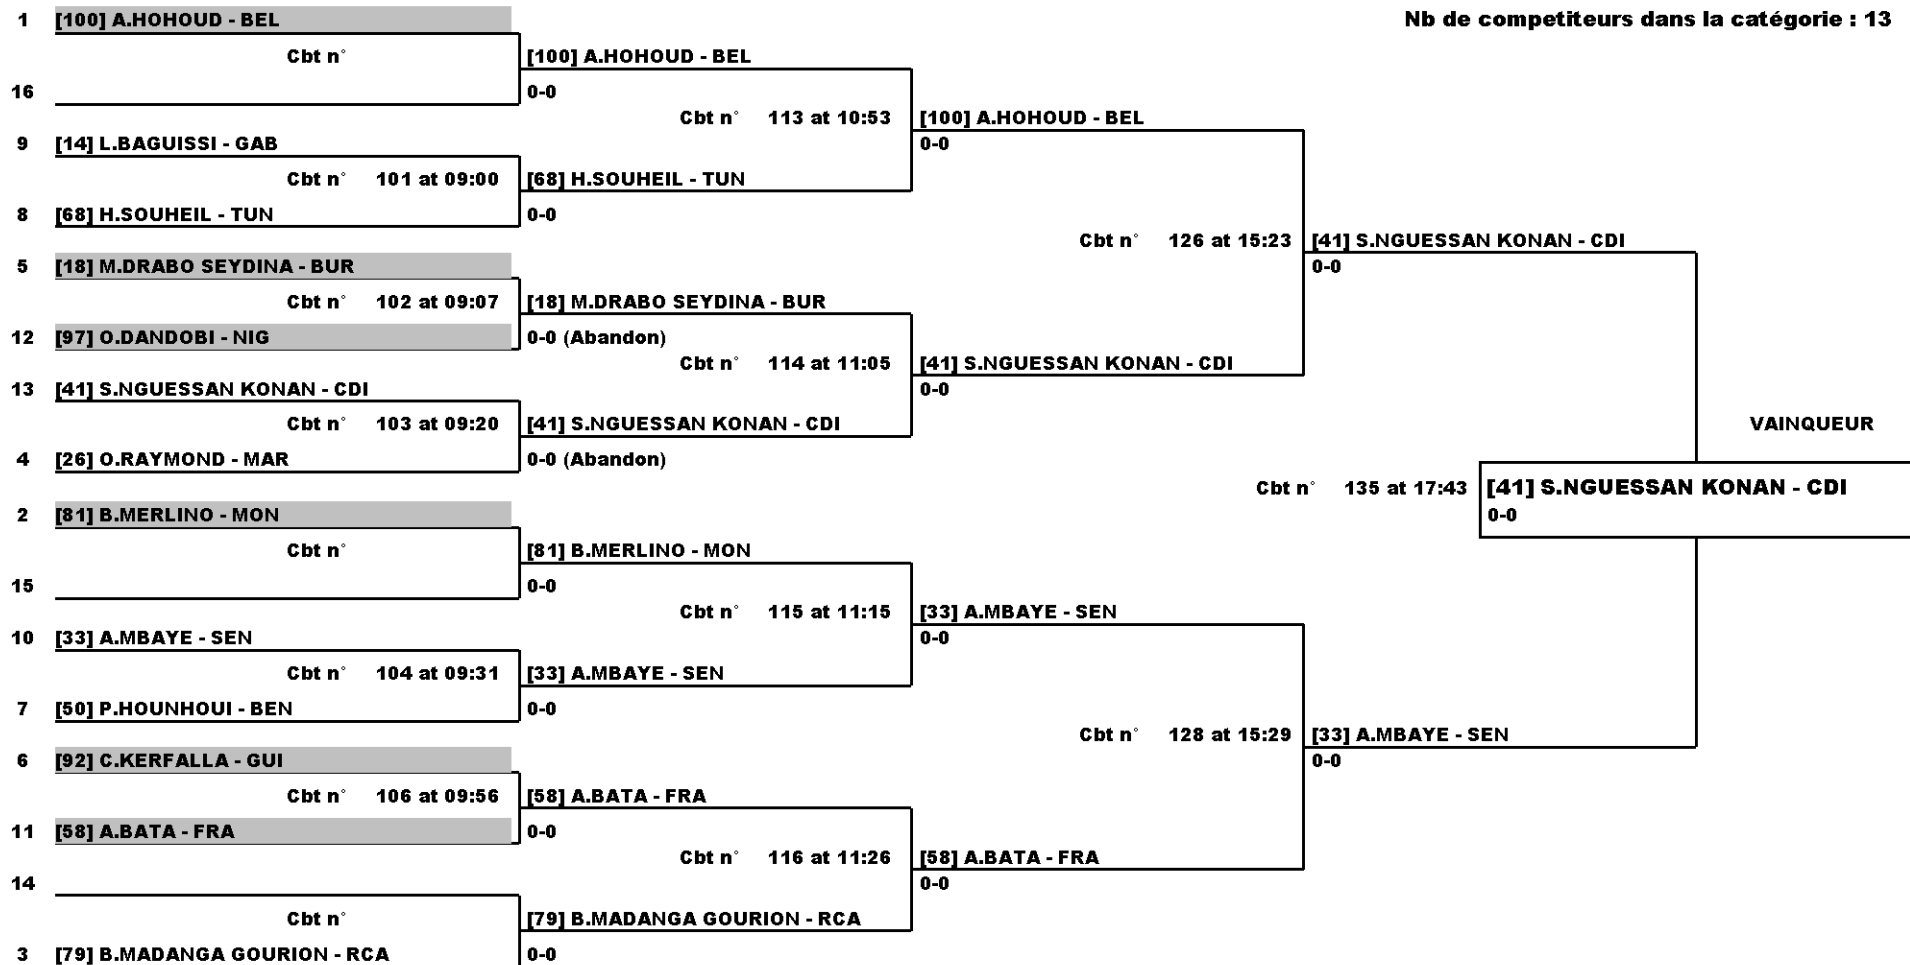 1 [100] A.HOHOUD - BEL
Nb de competiteurs dans la catégorie : 13
Cbt n° [100] A.HOHOUD - BEL
16 0-0
Cbt n° 113 at 10:53 [100] A.HOHOUD - BEL
9 [14] L.BAGUISSI - GAB 0-0
Cbt n° 101 at 09:00 [68] H.SOUHEIL - TUN
8 [68] H.SOUHEIL - TUN 0-0
Cbt n° 126 at 15:23 [41] S.NGUESSAN KONAN - CDI
5 [18] M.DRABO SEYDINA - BUR 0-0
Cbt n° 102 at 09:07 [18] M.DRABO SEYDINA - BUR
12 [97] O.DANDOBI - NIG 0-0 (Abandon)
Cbt n° 114 at 11:05 [41] S.NGUESSAN KONAN - CDI
13 [41] S.NGUESSAN KONAN - CDI 0-0
Cbt n° 103 at 09:20 [41] S.NGUESSAN KONAN - CDI
VAINQUEUR
4 [26] O.RAYMOND - MAR 0-0 (Abandon)
Cbt n° 135 at 17:43 [41] S.NGUESSAN KONAN - CDI
2 [81] B.MERLINO - MON 0-0
Cbt n° [81] B.MERLINO - MON
15 0-0
Cbt n° 115 at 11:15 [33] A.MBAYE - SEN
10 [33] A.MBAYE - SEN 0-0
Cbt n° 104 at 09:31 [33] A.MBAYE - SEN
7 [50] P.HOUNHOUI - BEN 0-0
Cbt n° 128 at 15:29 [33] A.MBAYE - SEN
6 [92] C.KERFALLA - GUI 0-0
Cbt n° 106 at 09:56 [58] A.BATA - FRA
11 [58] A.BATA - FRA 0-0
Cbt n° 116 at 11:26 [58] A.BATA - FRA
14 0-0
Cbt n° [79] B.MADANGA GOURION - RCA
3 [79] B.MADANGA GOURION - RCA 0-0